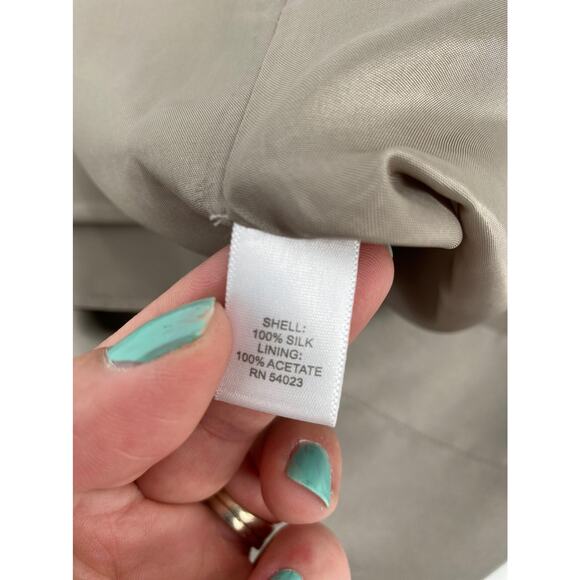 SHELL:
100% SILK
LINING:
100% ACETATE
RN 54023